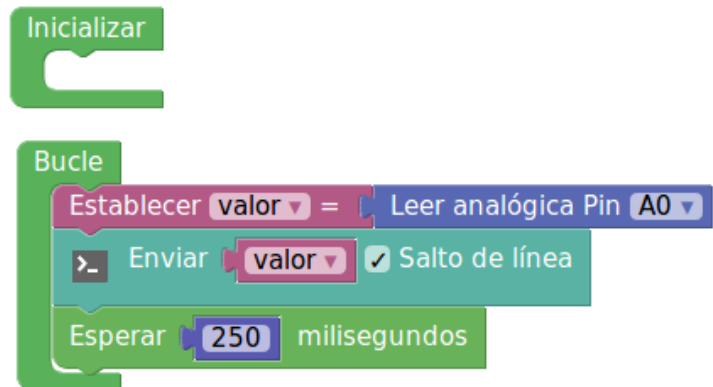 Inicializar
Bucle
Establecer valor = Leer analógica Pin A0
>_ Enviar valor ✓ Salto de línea
Esperar 250 milisegundos